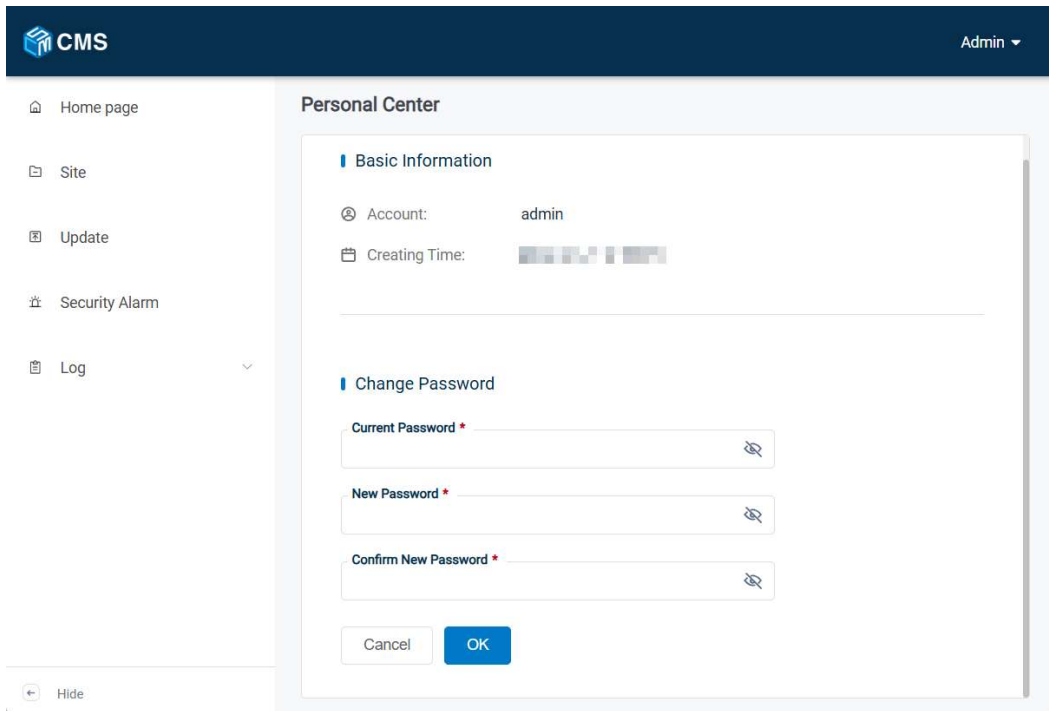 CMS
Admin
Home page
Site
Update
Security Alarm
Log
Hide
Personal Center
Basic Information
Account: admin
Creating Time:
Change Password
Current Password *
New Password *
Confirm New Password *
Cancel OK